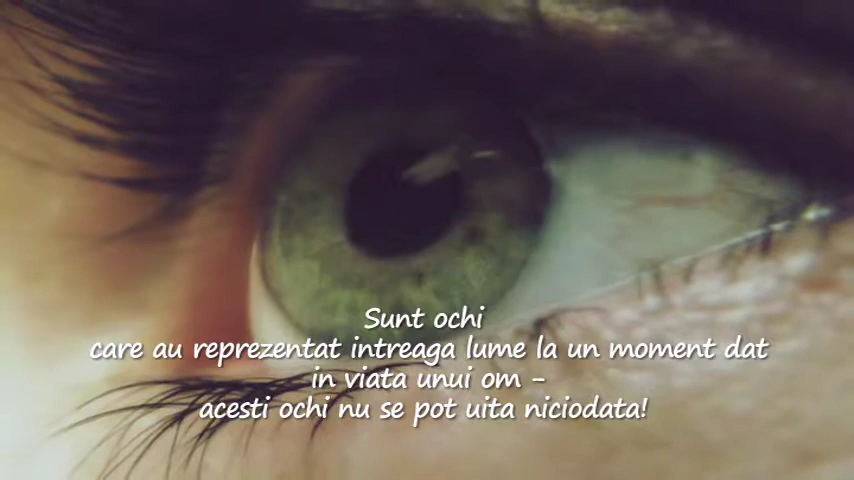 Sunt ochi
care au reprezentat intreaga lume la un moment dat
in viata unui om -
acesti ochi nu se pot uita niciodata!